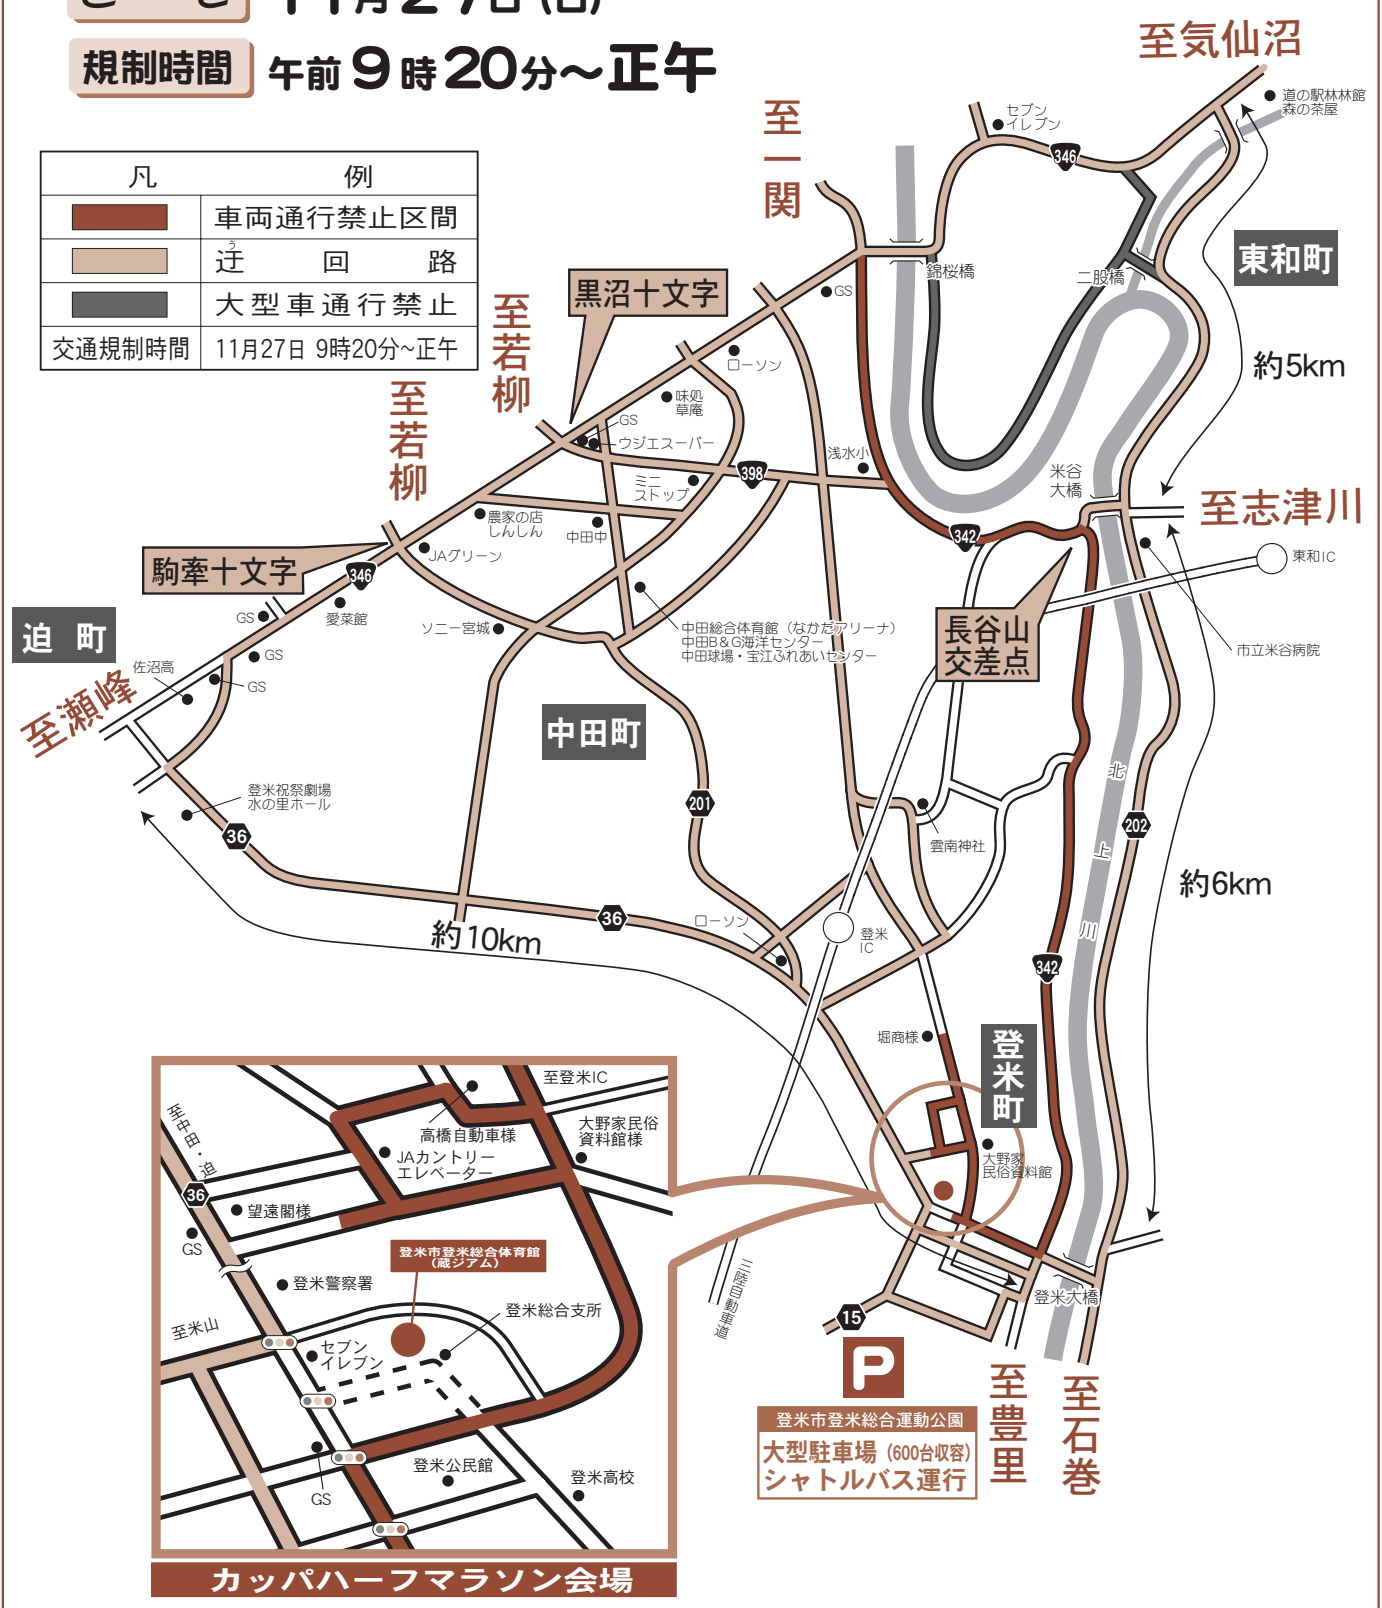 11月27日(日)
規制時間 午前9時20分〜正午
凡 例
車両通行禁止区間
迂 回 路
う
大型車通行禁止
交通規制時間 11月27日 9時20分~正午
至気仙沼
道の駅林林館
森の茶屋
セブン
イレブン
346
至一関
東和町
錦桜橋
二股橋
GS
黒沼十文字
至若柳
至若柳
ローソン
味処
草庵
GS
ウジエスーパー
398
浅水小
ミニ
ストップ
農家の店
しんしん
中田中
JAグリーン
約5km
米谷
大橋
至志津川
342
東和IC
駒牽十文字
346
愛菜館
GS
GS
GS
迫 町
佐沼高
至瀬峰
ソニー宮城
中田総合体育館(なかだアリーナ)
中田B&G海洋センター
中田球場・宝江ふれあいセンター
長谷山
交差点
市立米谷病院
中田町
登米祝祭劇場
水の里ホール
36
201
北上川
202
雲南神社
約6km
36
約10km
ローソン
登米
IC
342
堀商様
登米町
大野家
民俗資料館
三陸自動車道
登米大橋
15
P
登米市登米総合運動公園
大型駐車場(600台収容)
シャトルバス運行
至豊里
至石巻
至登米IC
至中田・迫
高橋自動車様
大野家民俗
資料館様
JAカントリー
エレベーター
36
望遠閣様
GS
登米市登米総合体育館
(蔵ジアム)
登米警察署
登米総合支所
至米山
セブン
イレブン
登米公民館
登米高校
GS
カッパハーフマラソン会場